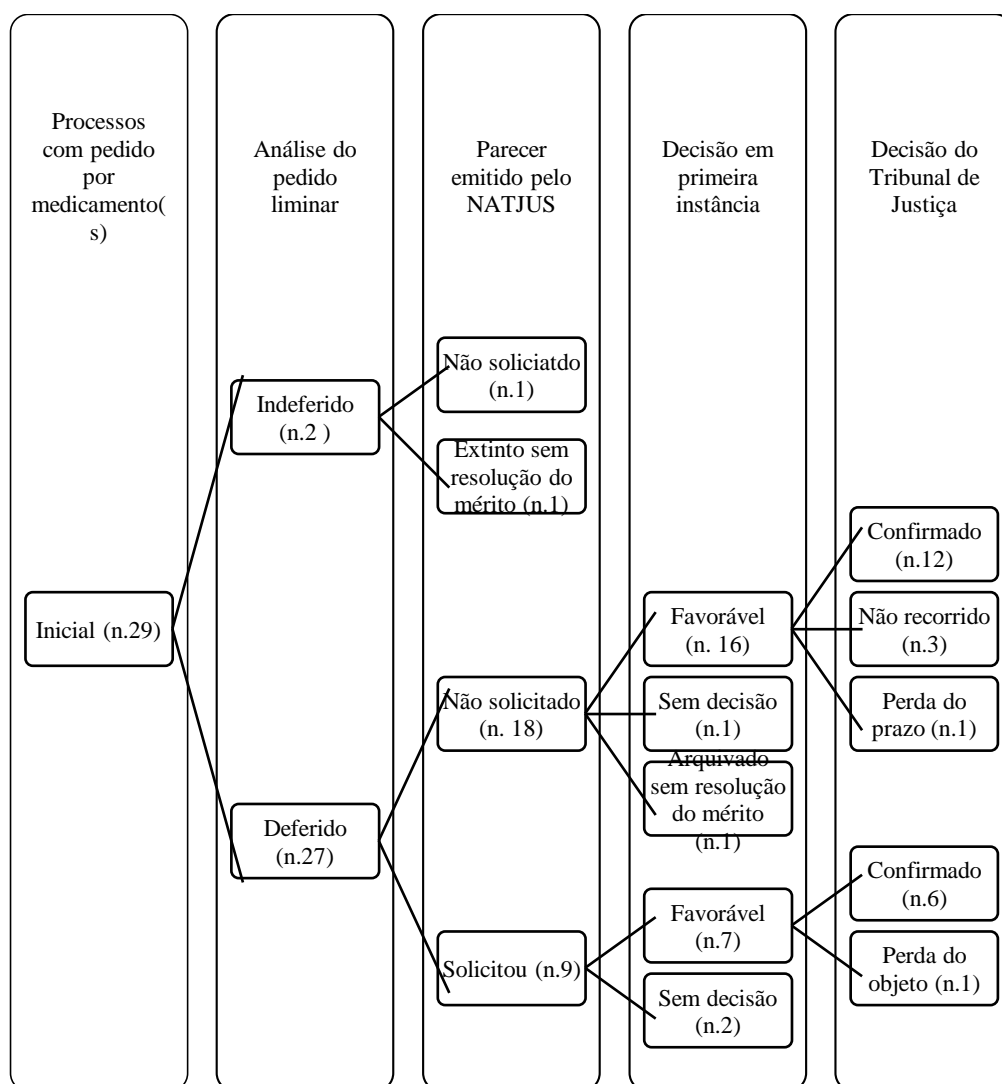 Processos
com pedido
por
medicamento(
s)
Análise do
pedido
liminar
Parecer
emitido pelo
NATJUS
Decisão em
primeira
instância
Decisão do
Tribunal de
Justiça
Inicial (n.29)
Indeferido
(n.2 )
Deferido
(n.27)
Não soliciatdo
(n.1)
Extinto sem
resolução do
mérito (n.1)
Não solicitado
(n. 18)
Solicitou (n.9)
Favorável
(n. 16)
Sem decisão
(n.1)
Arquivado
sem resolução
do mérito
(n.1)
Favorável
(n.7)
Sem decisão
(n.2)
Confirmado
(n.12)
Não recorrido
(n.3)
Perda do
prazo (n.1)
Confirmado
(n.6)
Perda do
objeto (n.1)